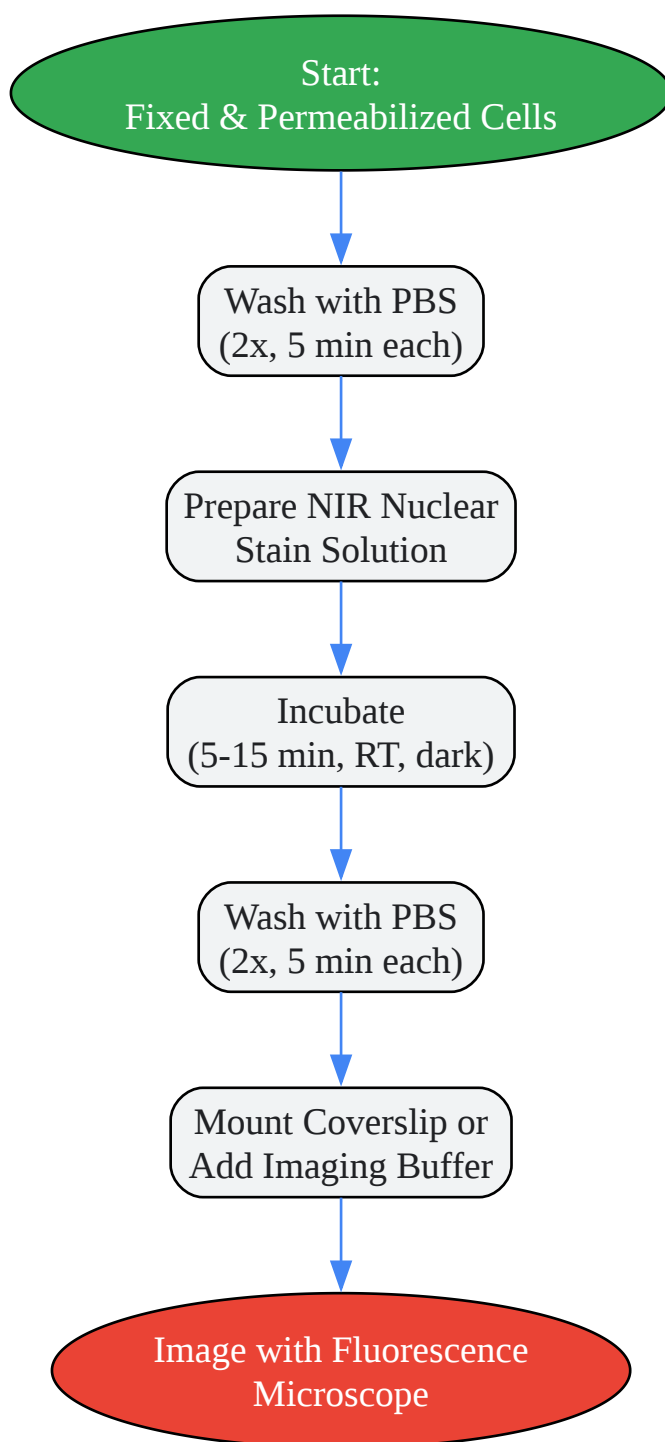 Start:
Fixed & Permeabilized Cells
Wash with PBS
(2x, 5 min each)
Prepare NIR Nuclear
Stain Solution
Incubate
(5-15 min, RT, dark)
Wash with PBS
(2x, 5 min each)
Mount Coverslip or
Add Imaging Buffer
Image with Fluorescence
Microscope